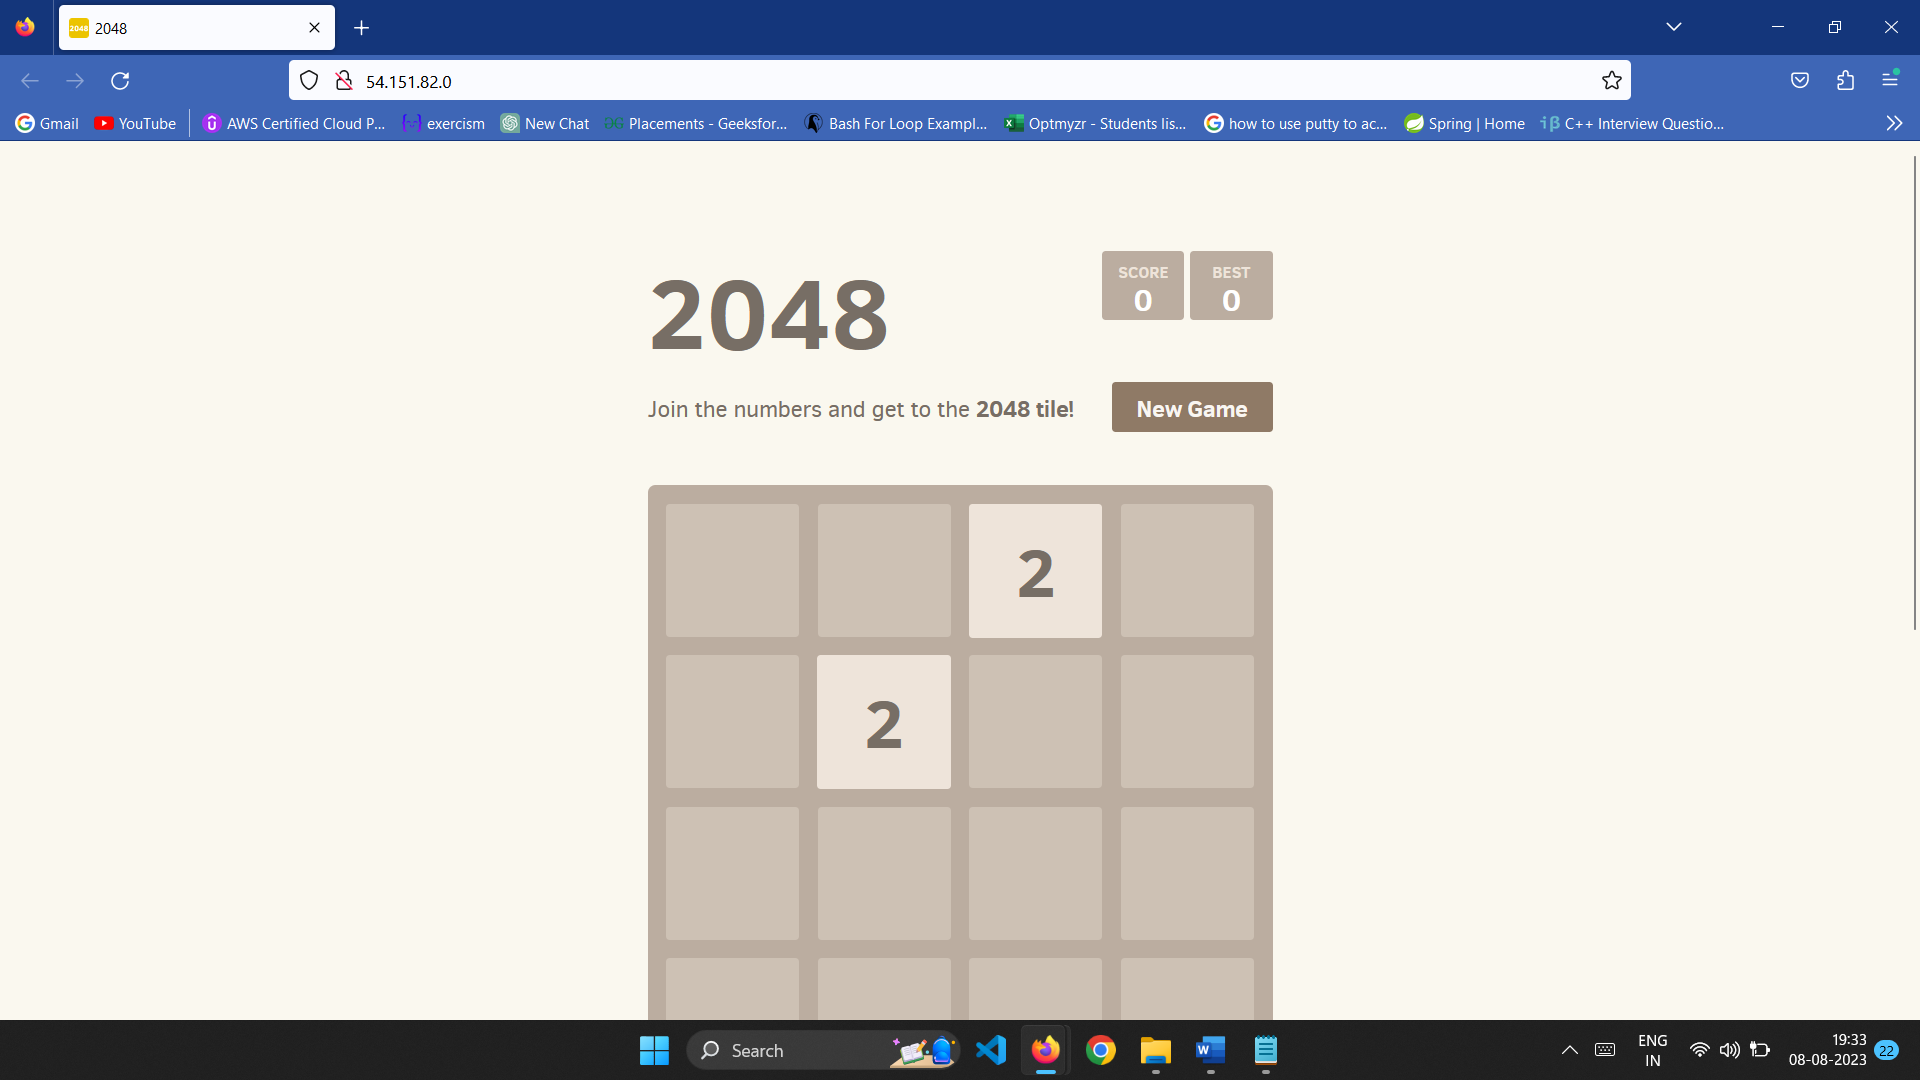 2048
54.151.82.0
Gmail YouTube AWS Certified Cloud P... exercism New Chat Placements - Geeksfor... Bash For Loop Exampl... Optmyzr - Students lis... how to use putty to ac... Spring | Home C++ Interview Questio...
2048
SCORE BEST
0 0
Join the numbers and get to the 2048 tile! New Game
2
2
Search
ENG
IN
19:33
08-08-2023
22